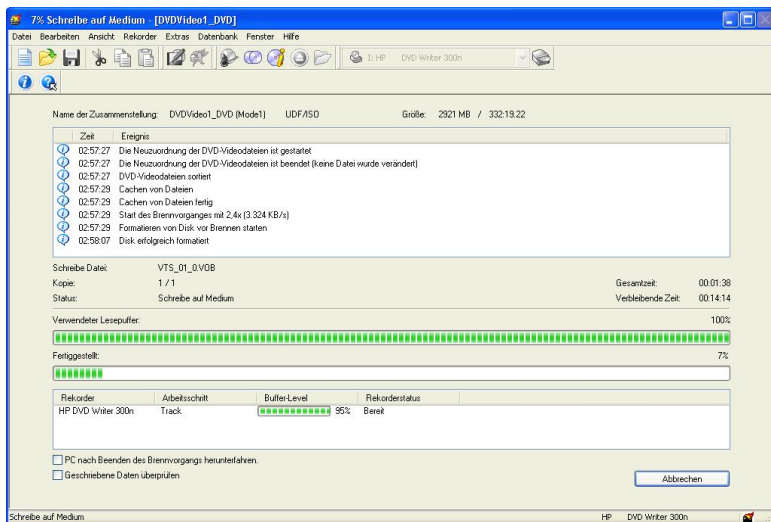 7% Schreibe auf Medium - [DVDVideo1_DVD]
Datei Bearbeiten Ansicht Rekorder Extras Datenbank Fenster Hilfe
I: HP DVD Writer 300n
Name der Zusammenstellung: DVDVideo1_DVD (Mode1) UDF/ISO Größe: 2921 MB / 332:19.22
Zeit Ereignis
02:57:27 Die Neuzuordnung der DVD-Videodateien ist gestartet
02:57:27 Die Neuzuordnung der DVD-Videodateien ist beendet (keine Datei wurde verändert)
02:57:27 DVD-Videodateien sortiert
02:57:29 Cachen von Dateien
02:57:29 Cachen von Dateien fertig
02:57:29 Start des Brennvorganges mit 2,4x (3.324 KB/s)
02:57:29 Formatieren von Disk vor Brennen starten
02:58:07 Disk erfolgreich formatiert
Schreibe Datei: VTS_01_0.VOB
Kopie: 1 / 1 Gesamtzeit: 00:01:38
Status: Schreibe auf Medium Verbleibende Zeit: 00:14:14
Verwendeter Lesepuffer: 100%
Fertiggestellt: 7%
Rekorder Arbeitsschritt Buffer-Level Rekorderstatus
HP DVD Writer 300n Track 95% Bereit
PC nach Beenden des Brennvorgangs herunterfahren.
Geschriebene Daten überprüfen
Abbrechen
Schreibe auf Medium HP DVD Writer 300n